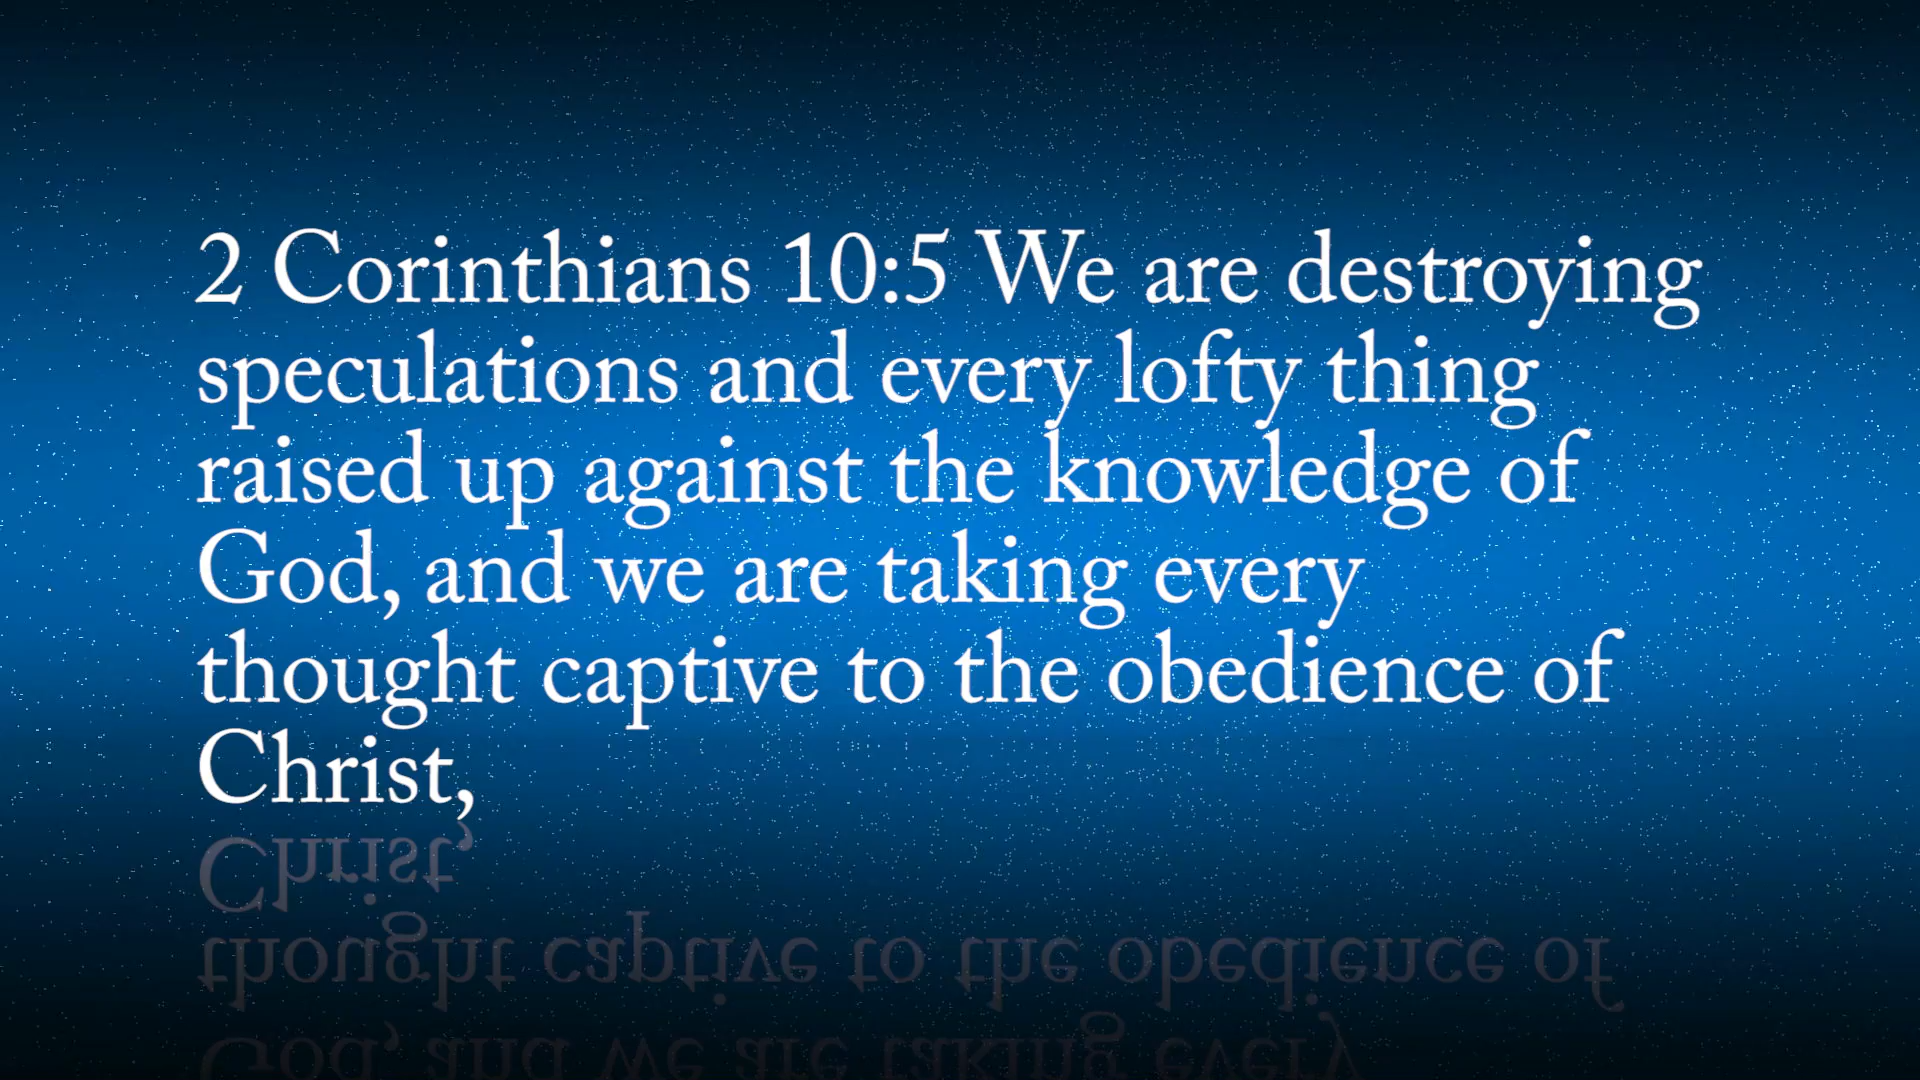 2 Corinthians 10:5 We are destroying
speculations and every lofty thing
raised up against the knowledge of
God, and we are taking every
thought captive to the obedience of
Christ,